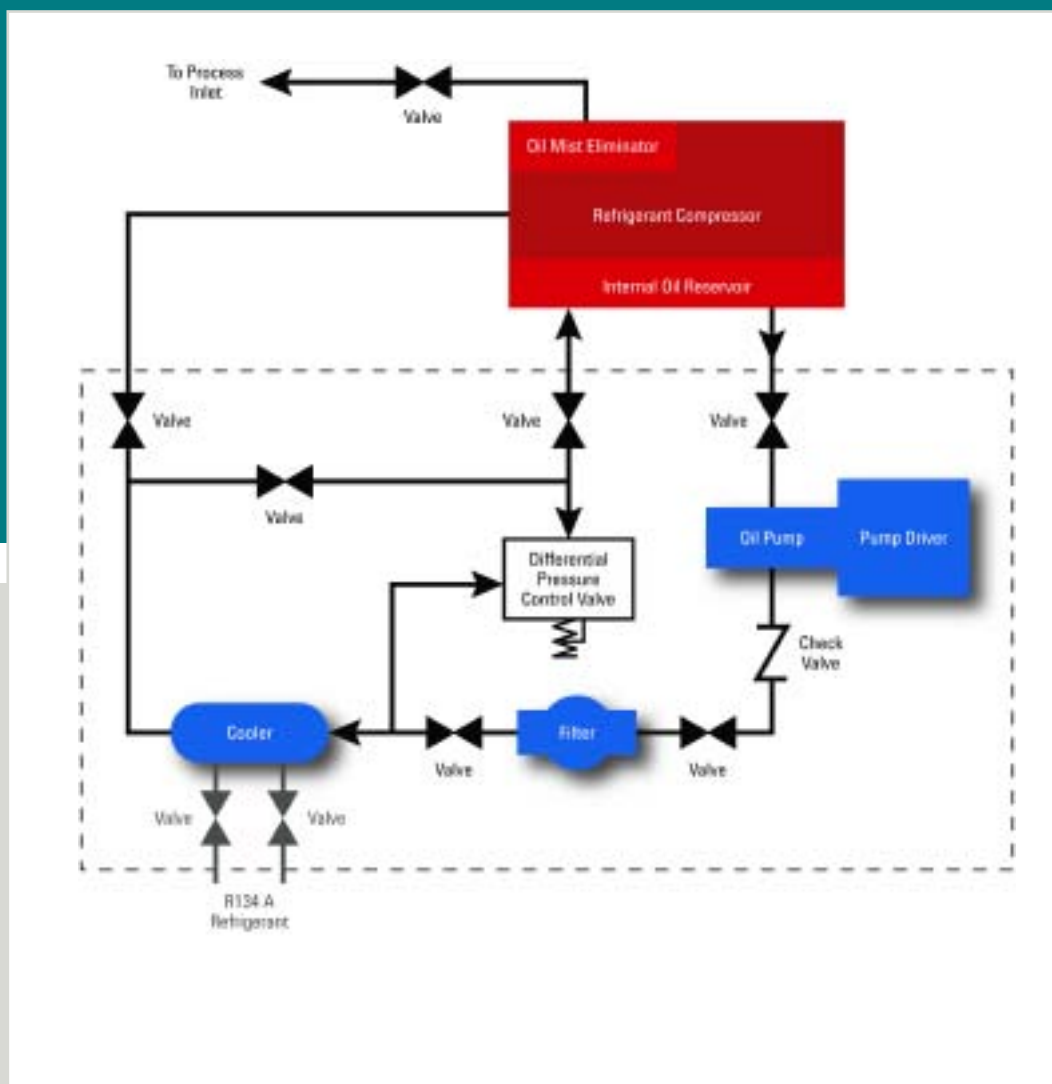 To Process
Inlet
Valve
Oil Mist Eliminator
Refrigerant Compressor
Internal Oil Reservoir
Valve
Valve
Valve
Valve
Oil Pump
Pump Driver
Differential
Pressure
Control Valve
Check
Valve
Cooler
Filter
Valve
Valve
Valve
Valve
R134 A
Refrigerant